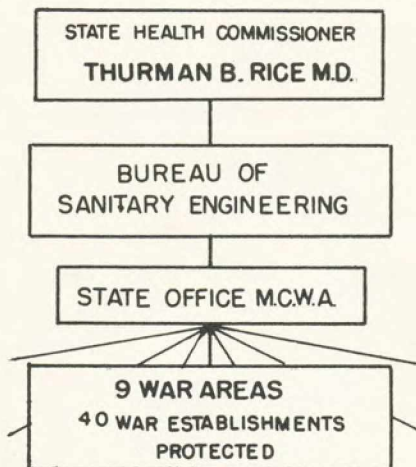 STATE HEALTH COMMISSIONER
THURMAN B. RICE M.D.
BUREAU OF
SANITARY ENGINEERING
STATE OFFICE M.C.W.A.
9 WAR AREAS
40 WAR ESTABLISHMENTS
PROTECTED